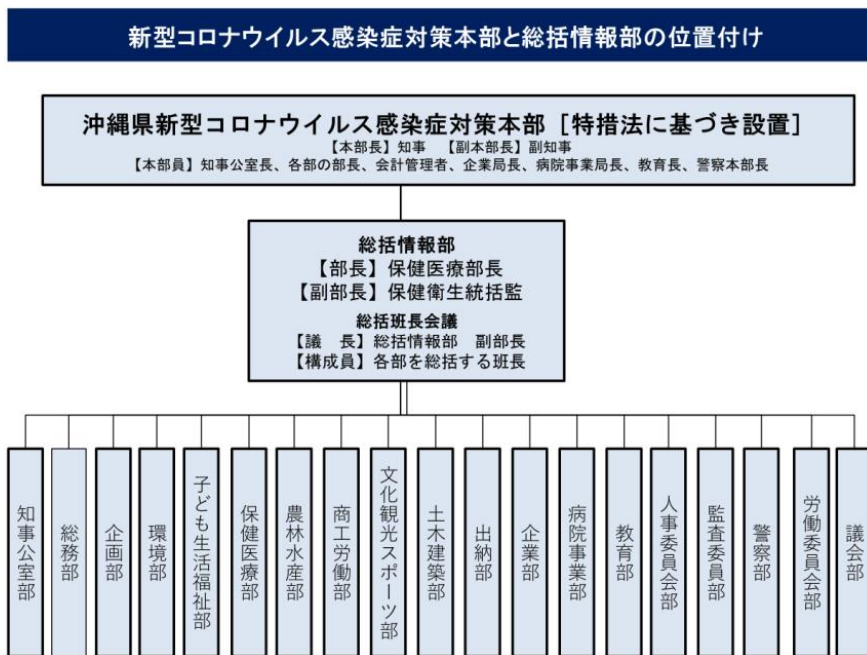 新型コロナウイルス感染症対策本部と総括情報部の位置付け
沖縄県新型コロナウイルス感染症対策本部［特措法に基づき設置］
【本部長】知事　【副本部長】副知事
【本部員】知事公室長、各部の部長、会計管理者、企業局長、病院事業局長、教育長、警察本部長
総括情報部
【部長】保健医療部長
【副部長】保健衛生統括監
総括班長会議
【議　長】総括情報部　副部長
【構成員】各部を総括する班長
知事公室部
総務部
企画部
環境部
子ども生活福祉部
保健医療部
農林水産部
商工労働部
文化観光スポーツ部
土木建築部
出納部
企業部
病院事業部
教育部
人事委員会部
監査委員部
警察部
労働委員会部
議会部